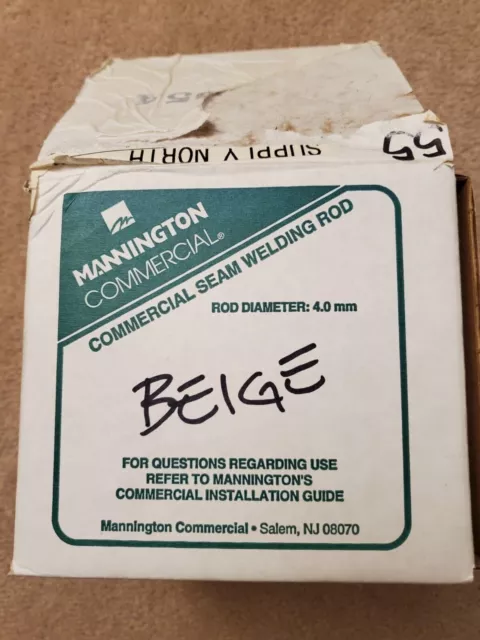 SUPPLY NORTH
55
MANNINGTON
COMMERCIAL®
COMMERCIAL SEAM WELDING ROD
ROD DIAMETER: 4.0 mm
BEIGE
FOR QUESTIONS REGARDING USE
REFER TO MANNINGTON'S
COMMERCIAL INSTALLATION GUIDE
Mannington Commercial • Salem, NJ 08070